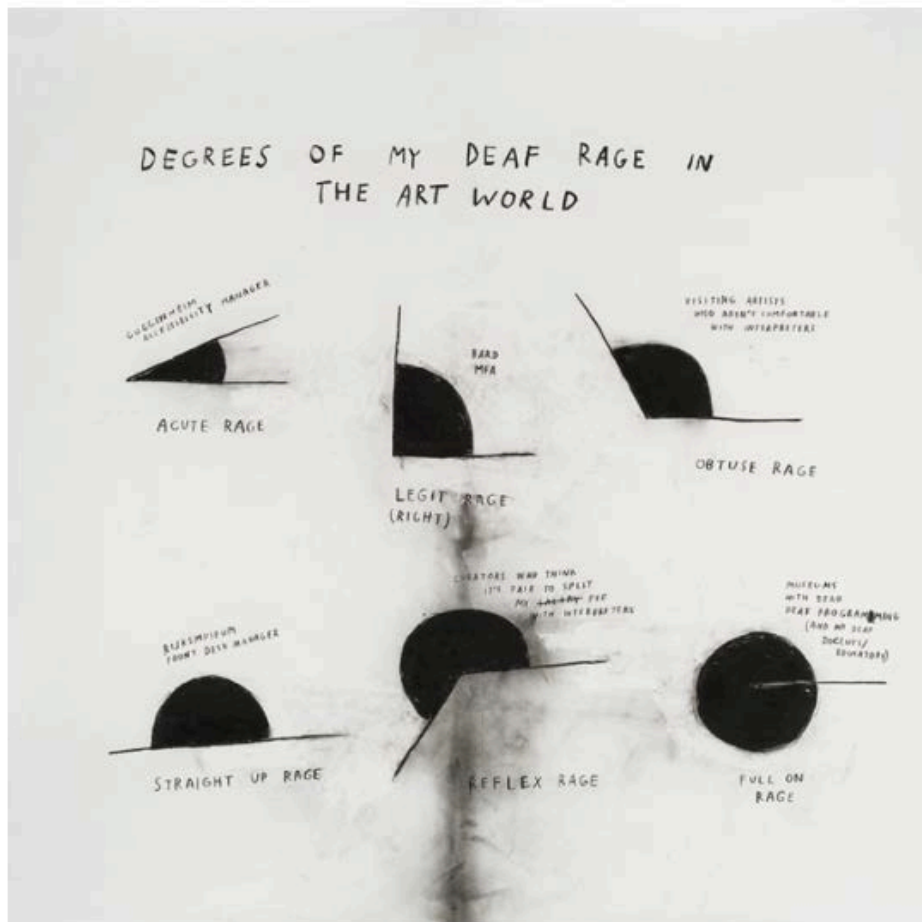 DEGREES OF MY DEAF RAGE IN
THE ART WORLD
GUGGENHEIM
ACCESSIBILITY MANAGER
ACUTE RAGE
BARD
MFA
LEGIT RAGE
(RIGHT)
VISITING ARTISTS
WHO AREN'T COMFORTABLE
WITH INTERPRETERS
OBTUSE RAGE
RIJKSMUSEUM
FRONT DESK MANAGER
STRAIGHT UP RAGE
CURATORS WHO THINK
IT'S FAIR TO SPLIT
MY SALARY FEE
WITH INTERPRETERS
REFLEX RAGE
MUSEUMS
WITH ZERO
DEAF PROGRAMMING
(AND NO DEAF
DOCENTS/
EDUCATORS)
FULL ON
RAGE